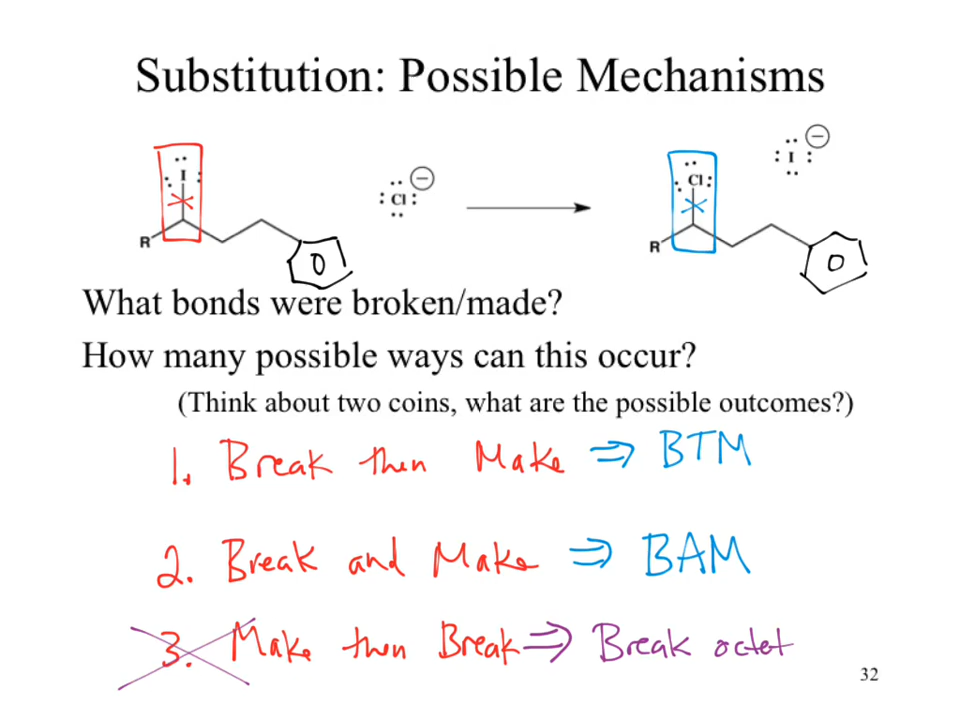 Substitution: Possible Mechanisms
I
R
Cl
−
Cl
R
I
−
What bonds were broken/made?
How many possible ways can this occur?
(Think about two coins, what are the possible outcomes?)
1. Break then Make ⇒ BTM
2. Break and Make ⇒ BAM
3. Make then Break ⇒ Break octet
32